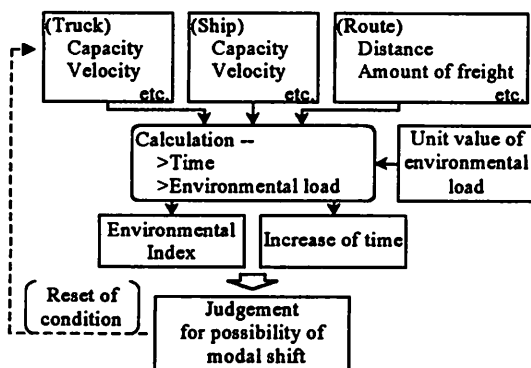 (Truck)
Capacity
Velocity
etc.
(Ship)
Capacity
Velocity
etc.
(Route)
Distance
Amount of freight
etc.
Calculation --
>Time
>Environmental load
Unit value of
environmental
load
Environmental
Index
Increase of time
Reset of
condition
Judgement
for possibility of
modal shift